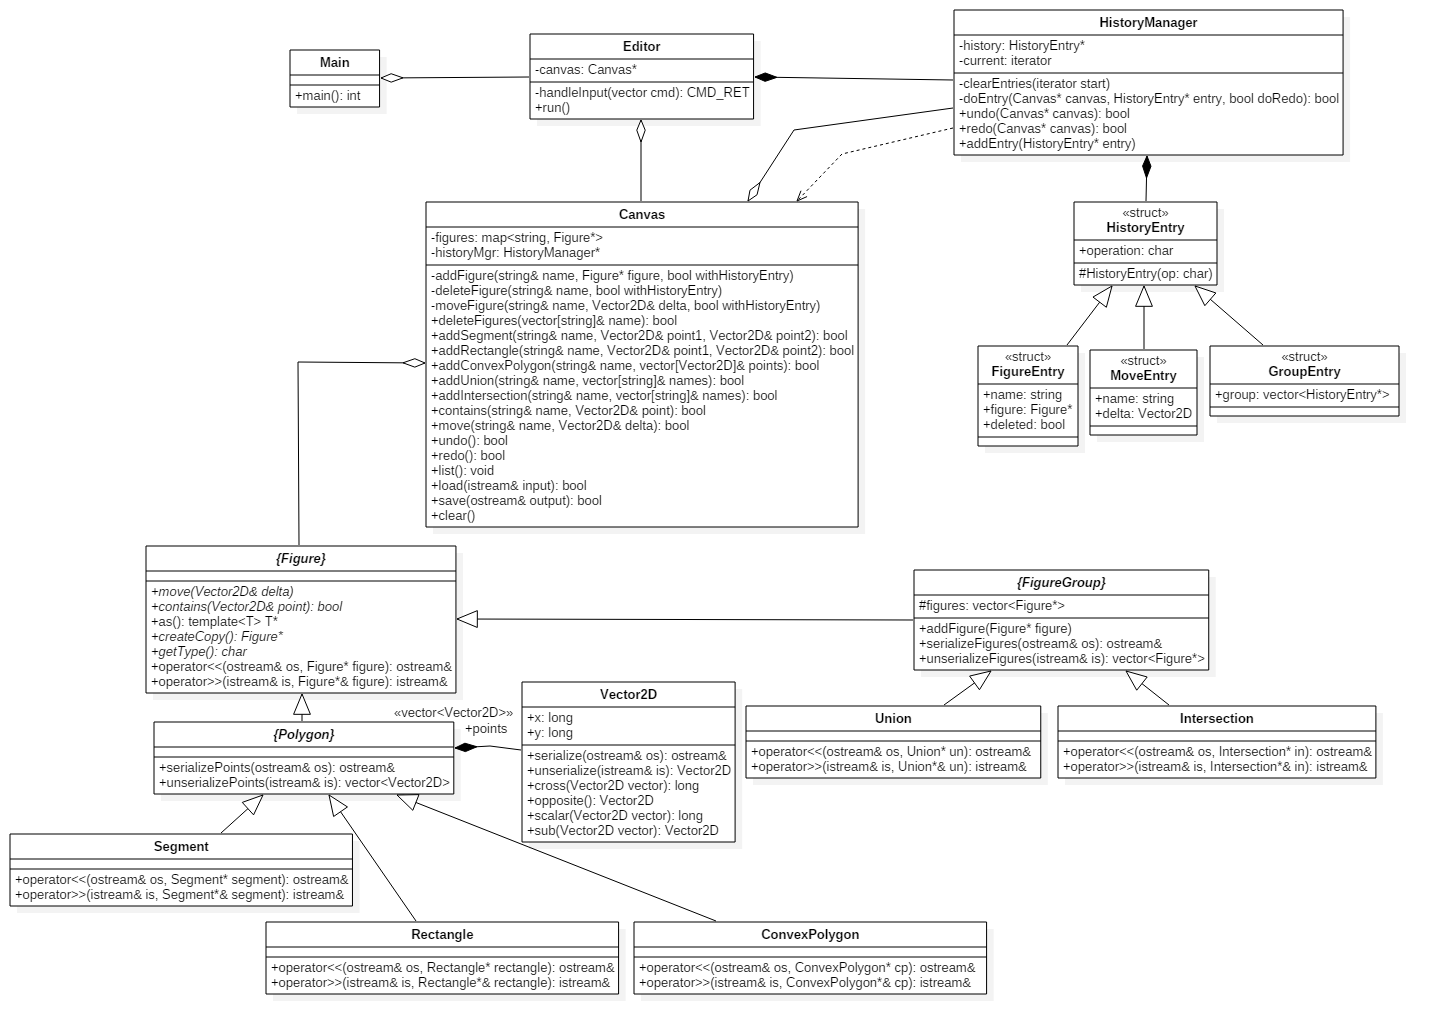 Main
+main(): int
Editor
-canvas: Canvas*
-handleInput(vector cmd): CMD_RET
+run()
HistoryManager
-history: HistoryEntry*
-current: iterator
-clearEntries(iterator start)
-doEntry(Canvas* canvas, HistoryEntry* entry, bool doRedo): bool
+undo(Canvas* canvas): bool
+redo(Canvas* canvas): bool
+addEntry(HistoryEntry* entry)
Canvas
-figures: map<string, Figure*>
-historyMgr: HistoryManager*
-addFigure(string& name, Figure* figure, bool withHistoryEntry)
-deleteFigure(string& name, bool withHistoryEntry)
-moveFigure(string& name, Vector2D& delta, bool withHistoryEntry)
+deleteFigures(vector[string]& name): bool
+addSegment(string& name, Vector2D& point1, Vector2D& point2): bool
+addRectangle(string& name, Vector2D& point1, Vector2D& point2): bool
+addConvexPolygon(string& name, vector[Vector2D]& points): bool
+addUnion(string& name, vector[string]& names): bool
+addIntersection(string& name, vector[string]& names): bool
+contains(string& name, Vector2D& point): bool
+move(string& name, Vector2D& delta): bool
+undo(): bool
+redo(): bool
+list(): void
+load(istream& input): bool
+save(ostream& output): bool
+clear()
«struct»
HistoryEntry
+operation: char
#HistoryEntry(op: char)
«struct»
FigureEntry
+name: string
+figure: Figure*
+deleted: bool
«struct»
MoveEntry
+name: string
+delta: Vector2D
«struct»
GroupEntry
+group: vector<HistoryEntry*>
{Figure}
+move(Vector2D& delta)
+contains(Vector2D& point): bool
+as(): template<T> T*
+createCopy(): Figure*
+getType(): char
+operator<<(ostream& os, Figure* figure): ostream&
+operator>>(istream& is, Figure*& figure): istream&
{FigureGroup}
#figures: vector<Figure*>
+addFigure(Figure* figure)
+serializeFigures(ostream& os): ostream&
+unserializeFigures(istream& is): vector<Figure*>
{Polygon}
+serializePoints(ostream& os): ostream&
+unserializePoints(istream& is): vector<Vector2D>
«vector<Vector2D>»
+points
Vector2D
+x: long
+y: long
+serialize(ostream& os): ostream&
+unserialize(istream& is): Vector2D
+cross(Vector2D vector): long
+opposite(): Vector2D
+scalar(Vector2D vector): long
+sub(Vector2D vector): Vector2D
Union
+operator<<(ostream& os, Union* un): ostream&
+operator>>(istream& is, Union*& un): istream&
Intersection
+operator<<(ostream& os, Intersection* in): ostream&
+operator>>(istream& is, Intersection*& in): istream&
Segment
+operator<<(ostream& os, Segment* segment): ostream&
+operator>>(istream& is, Segment*& segment): istream&
Rectangle
+operator<<(ostream& os, Rectangle* rectangle): ostream&
+operator>>(istream& is, Rectangle*& rectangle): istream&
ConvexPolygon
+operator<<(ostream& os, ConvexPolygon* cp): ostream&
+operator>>(istream& is, ConvexPolygon*& cp): istream&